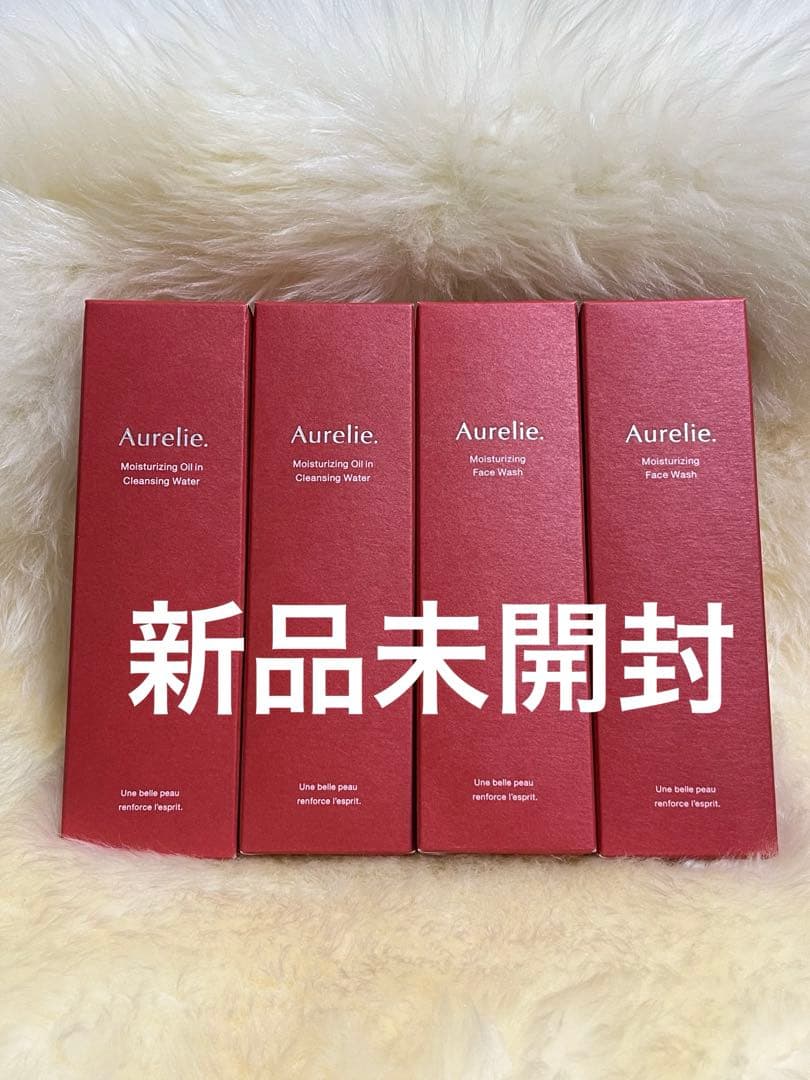 Aurelie.
Moisturizing Oil in
Cleansing Water
Aurelie.
Moisturizing Oil in
Cleansing Water
Aurelie.
Moisturizing
Face Wash
Aurelie.
Moisturizing
Face Wash
新品未開封
Une belle peau
renforce l'esprit.
Une belle peau
renforce l'esprit.
Une belle peau
renforce l'esprit.
Une belle peau
renforce l'esprit.